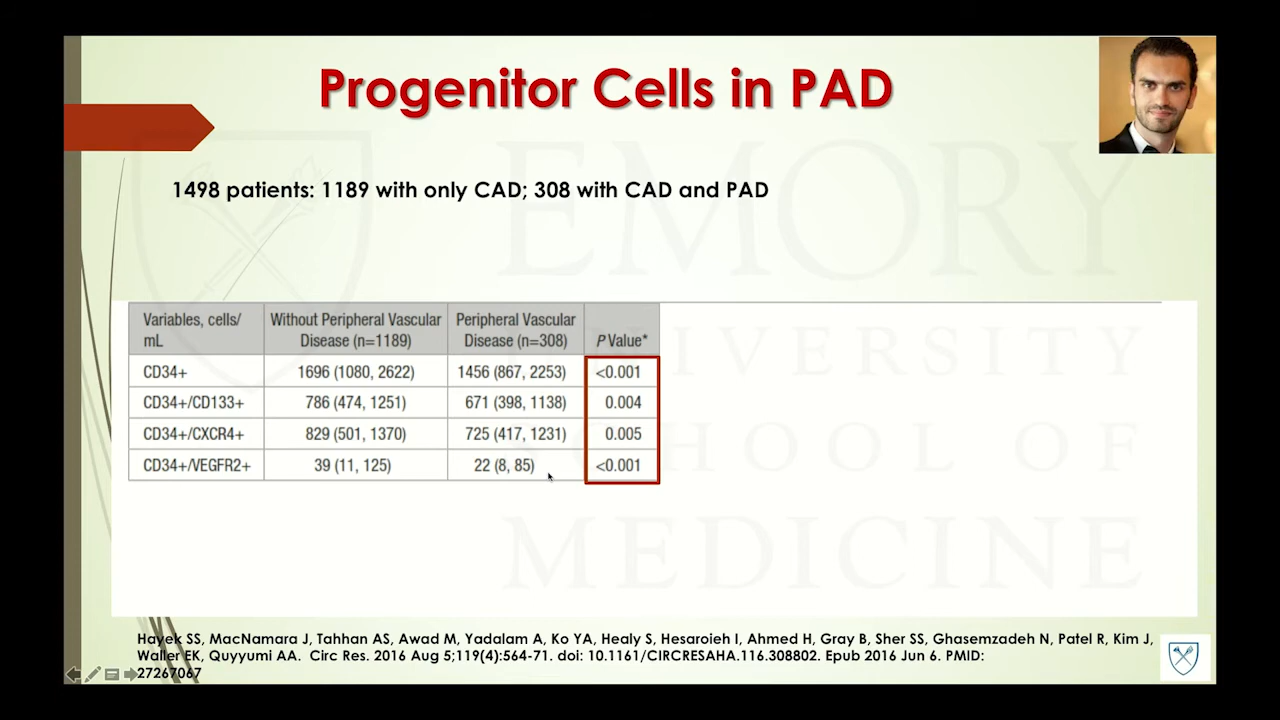 Progenitor Cells in PAD
1498 patients: 1189 with only CAD; 308 with CAD and PAD
EMORY
UNIVERSITY
SCHOOL OF
MEDICINE
Variables, cells/ mL | Without Peripheral Vascular Disease (n=1189) | Peripheral Vascular Disease (n=308) | P Value*
CD34+ | 1696 (1080, 2622) | 1456 (867, 2253) | <0.001
CD34+/CD133+ | 786 (474, 1251) | 671 (398, 1138) | 0.004
CD34+/CXCR4+ | 829 (501, 1370) | 725 (417, 1231) | 0.005
CD34+/VEGFR2+ | 39 (11, 125) | 22 (8, 85) | <0.001
Hayek SS, MacNamara J, Tahhan AS, Awad M, Yadalam A, Ko YA, Healy S, Hesaroieh I, Ahmed H, Gray B, Sher SS, Ghasemzadeh N, Patel R, Kim J,
Waller EK, Quyyumi AA. Circ Res. 2016 Aug 5;119(4):564-71. doi: 10.1161/CIRCRESAHA.116.308802. Epub 2016 Jun 6. PMID:
27267067